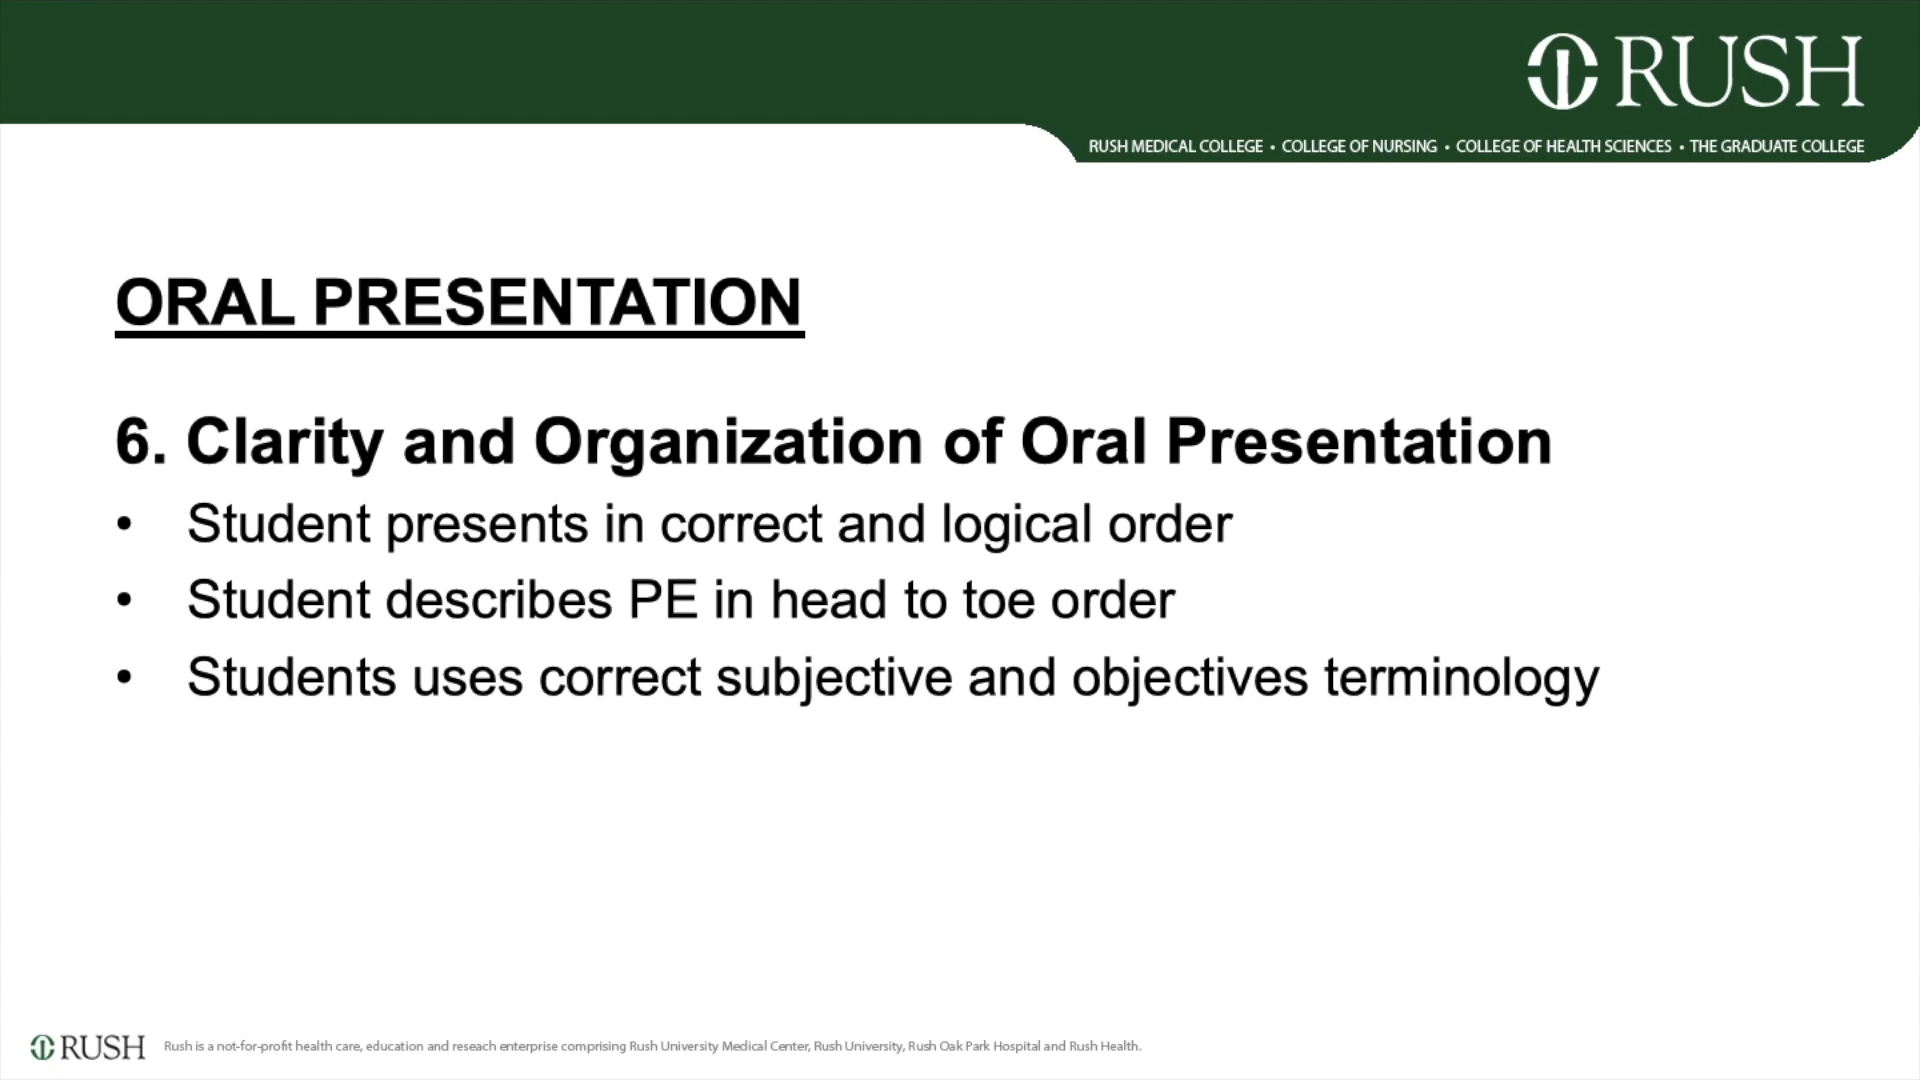 RUSH
RUSH MEDICAL COLLEGE • COLLEGE OF NURSING • COLLEGE OF HEALTH SCIENCES • THE GRADUATE COLLEGE
ORAL PRESENTATION
6. Clarity and Organization of Oral Presentation
• Student presents in correct and logical order
• Student describes PE in head to toe order
• Students uses correct subjective and objectives terminology
RUSH Rush is a not-for-profit health care, education and reseach enterprise comprising Rush University Medical Center, Rush University, Rush Oak Park Hospital and Rush Health.